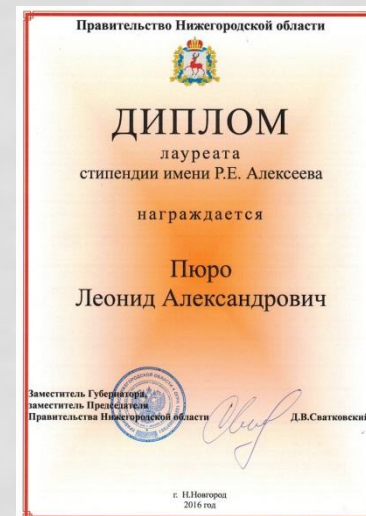 Правительство Нижегородской области
ДИПЛОМ
лауреата
стипендии имени Р.Е. Алексеева
награждается
Пюро
Леонид Александрович
Заместитель Губернатора,
заместитель Председателя
Правительства Нижегородской области
Д.В.Сватковский
г. Н.Новгород
2016 год